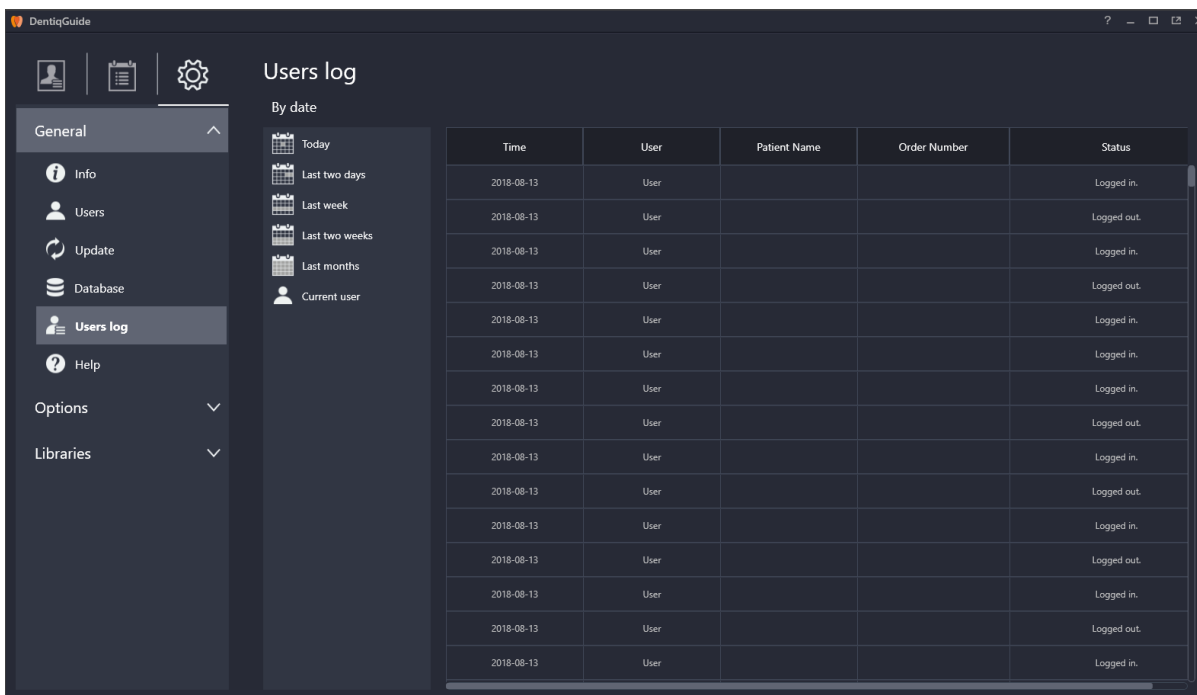 DentiqGuide
?
Users log
By date
General
Info
Users
Update
Database
Users log
Help
Options
Libraries
Today
Last two days
Last week
Last two weeks
Last months
Current user
Time User Patient Name Order Number Status
2018-08-13 User Logged in.
2018-08-13 User Logged out.
2018-08-13 User Logged in.
2018-08-13 User Logged out.
2018-08-13 User Logged in.
2018-08-13 User Logged in.
2018-08-13 User Logged in.
2018-08-13 User Logged out.
2018-08-13 User Logged in.
2018-08-13 User Logged out.
2018-08-13 User Logged in.
2018-08-13 User Logged out.
2018-08-13 User Logged in.
2018-08-13 User Logged out.
2018-08-13 User Logged in.